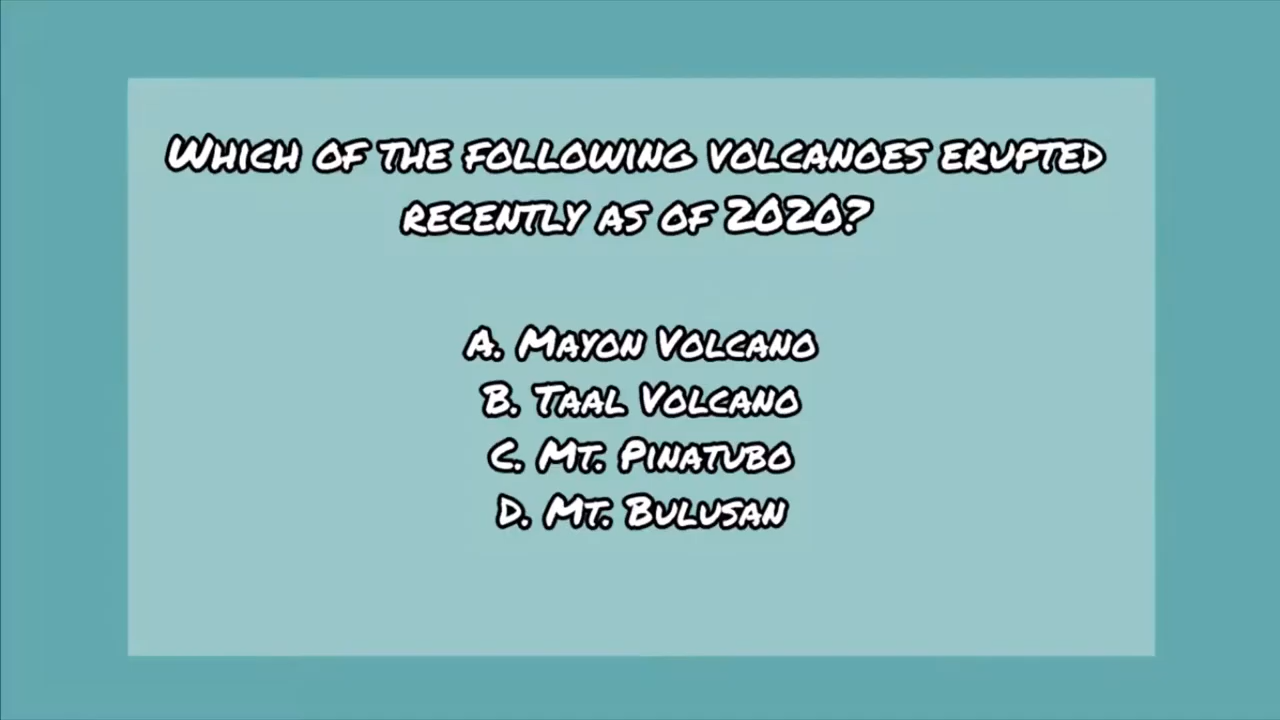 Which of the following volcanoes erupted
recently as of 2020?
A. Mayon Volcano
B. Taal Volcano
C. Mt. Pinatubo
D. Mt. Bulusan